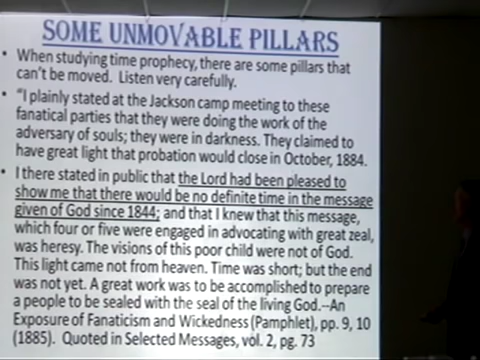 SOME UNMOVABLE PILLARS
• When studying time prophecy, there are some pillars that
can't be moved. Listen very carefully.
• "I plainly stated at the Jackson camp meeting to these
fanatical parties that they were doing the work of the
adversary of souls; they were in darkness. They claimed to
have great light that probation would close in October, 1884.
• I there stated in public that the Lord had been pleased to
show me that there would be no definite time in the message
given of God since 1844; and that I knew that this message,
which four or five were engaged in advocating with great zeal,
was heresy. The visions of this poor child were not of God.
This light came not from heaven. Time was short; but the end
was not yet. A great work was to be accomplished to prepare
a people to be sealed with the seal of the living God.--An
Exposure of Fanaticism and Wickedness (Pamphlet), pp. 9, 10
(1885). Quoted in Selected Messages, vol. 2, pg. 73